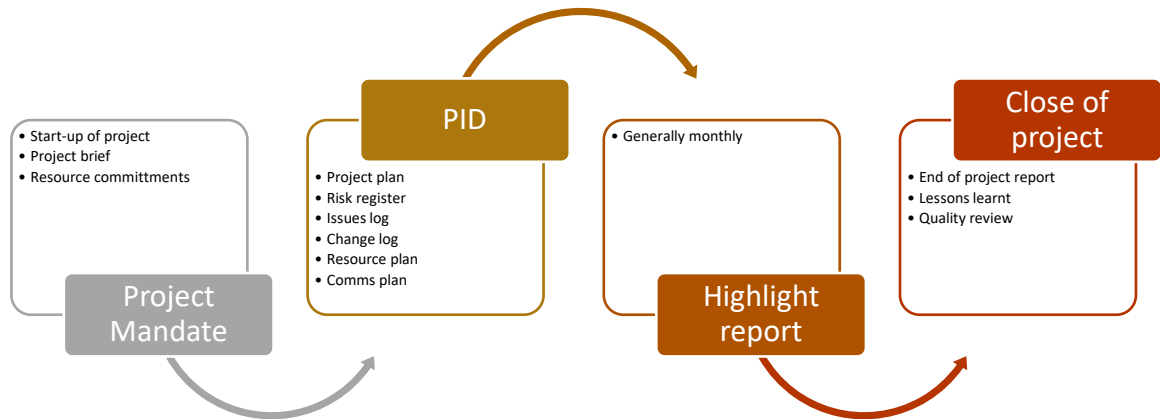 • Start-up of project
• Project brief
• Resource committments
Project
Mandate
PID
• Project plan
• Risk register
• Issues log
• Change log
• Resource plan
• Comms plan
• Generally monthly
Highlight
report
Close of
project
• End of project report
• Lessons learnt
• Quality review